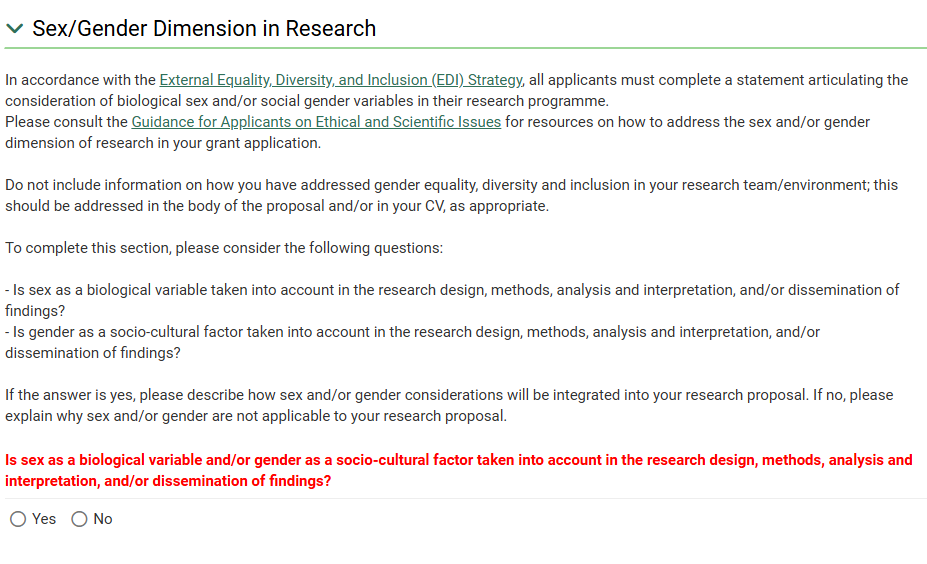 Sex/Gender Dimension in Research
In accordance with the External Equality, Diversity, and Inclusion (EDI) Strategy, all applicants must complete a statement articulating the
consideration of biological sex and/or social gender variables in their research programme.
Please consult the Guidance for Applicants on Ethical and Scientific Issues for resources on how to address the sex and/or gender
dimension of research in your grant application.
Do not include information on how you have addressed gender equality, diversity and inclusion in your research team/environment; this
should be addressed in the body of the proposal and/or in your CV, as appropriate.
To complete this section, please consider the following questions:
- Is sex as a biological variable taken into account in the research design, methods, analysis and interpretation, and/or dissemination of
findings?
- Is gender as a socio-cultural factor taken into account in the research design, methods, analysis and interpretation, and/or
dissemination of findings?
If the answer is yes, please describe how sex and/or gender considerations will be integrated into your research proposal. If no, please
explain why sex and/or gender are not applicable to your research proposal.
Is sex as a biological variable and/or gender as a socio-cultural factor taken into account in the research design, methods, analysis and
interpretation, and/or dissemination of findings?
Yes No